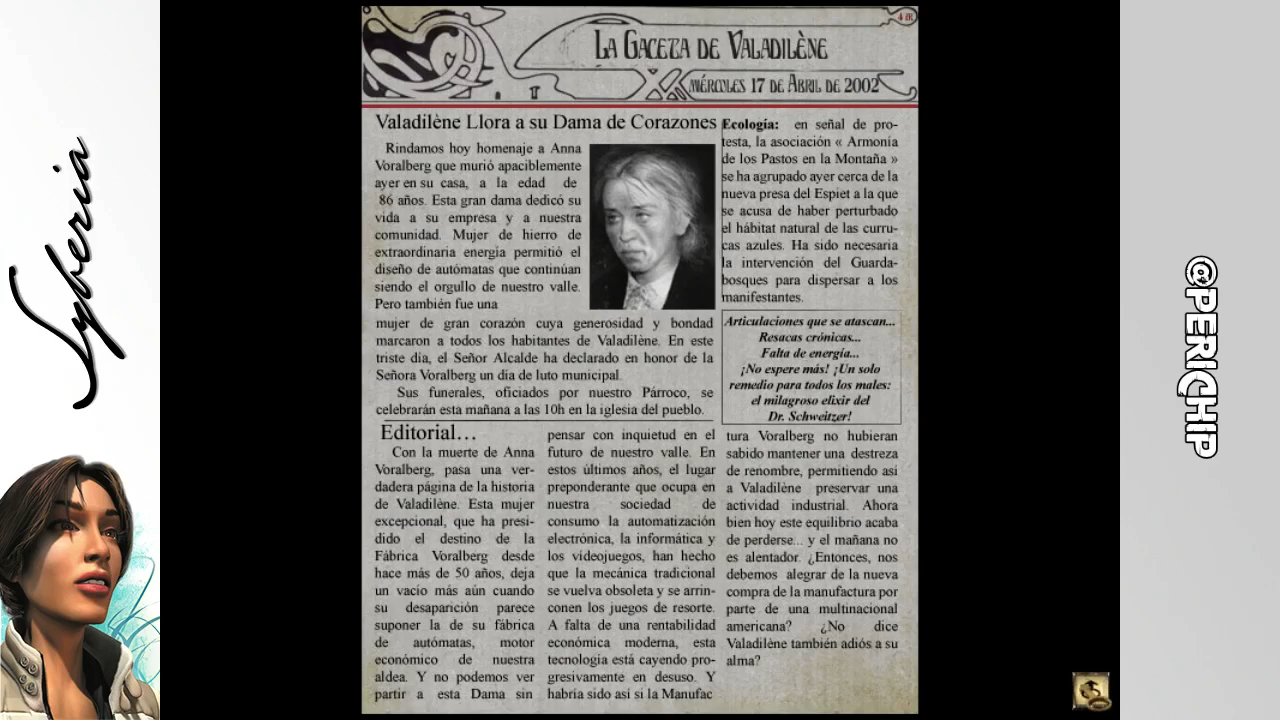 Syberia
4 fr
La Gaceta de Valadilène
Miércoles 17 de Abril de 2002
Valadilène Llora a su Dama de Corazones
Rindamos hoy homenaje a Anna
Voralberg que murió apaciblemente
ayer en su casa, a la edad de
86 años. Esta gran dama dedicó su
vida a su empresa y a nuestra
comunidad. Mujer de hierro de
extraordinaria energía permitió el
diseño de autómatas que continúan
siendo el orgullo de nuestro valle.
Pero también fue una
mujer de gran corazón cuya generosidad y bondad
marcaron a todos los habitantes de Valadilène. En este
triste día, el Señor Alcalde ha declarado en honor de la
Señora Voralberg un día de luto municipal.
Sus funerales, oficiados por nuestro Párroco, se
celebrarán esta mañana a las 10h en la iglesia del pueblo.
Ecología: en señal de pro-
testa, la asociación « Armonía
de los Pastos en la Montaña »
se ha agrupado ayer cerca de la
nueva presa del Espiet a la que
se acusa de haber perturbado
el hábitat natural de las curru-
cas azules. Ha sido necesaria
la intervención del Guarda-
bosques para dispersar a los
manifestantes.
Articulaciones que se atascan...
Resacas crónicas...
Falta de energía...
¡No espere más! ¡Un solo
remedio para todos los males:
el milagroso elixir del
Dr. Schweitzer!
Editorial…
Con la muerte de Anna
Voralberg, pasa una ver-
dadera página de la historia
de Valadilène. Esta mujer
excepcional, que ha presi-
dido el destino de la
Fábrica Voralberg desde
hace más de 50 años, deja
un vacío más aún cuando
su desaparición parece
suponer la de su fábrica
de autómatas, motor
económico de nuestra
aldea. Y no podemos ver
partir a esta Dama sin
pensar con inquietud en el
futuro de nuestro valle. En
estos últimos años, el lugar
preponderante que ocupa en
nuestra sociedad de
consumo la automatización
electrónica, la informática y
los videojuegos, han hecho
que la mecánica tradicional
se vuelva obsoleta y se arrin-
conen los juegos de resorte.
A falta de una rentabilidad
económica moderna, esta
tecnología está cayendo pro-
gresivamente en desuso. Y
habría sido así si la Manufac
tura Voralberg no hubieran
sabido mantener una destreza
de renombre, permitiendo así
a Valadilène preservar una
actividad industrial. Ahora
bien hoy este equilibrio acaba
de perderse... y el mañana no
es alentador. ¿Entonces, nos
debemos alegrar de la nueva
compra de la manufactura por
parte de una multinacional
americana? ¿No dice
Valadilène también adiós a su
alma?
@PERICHIP